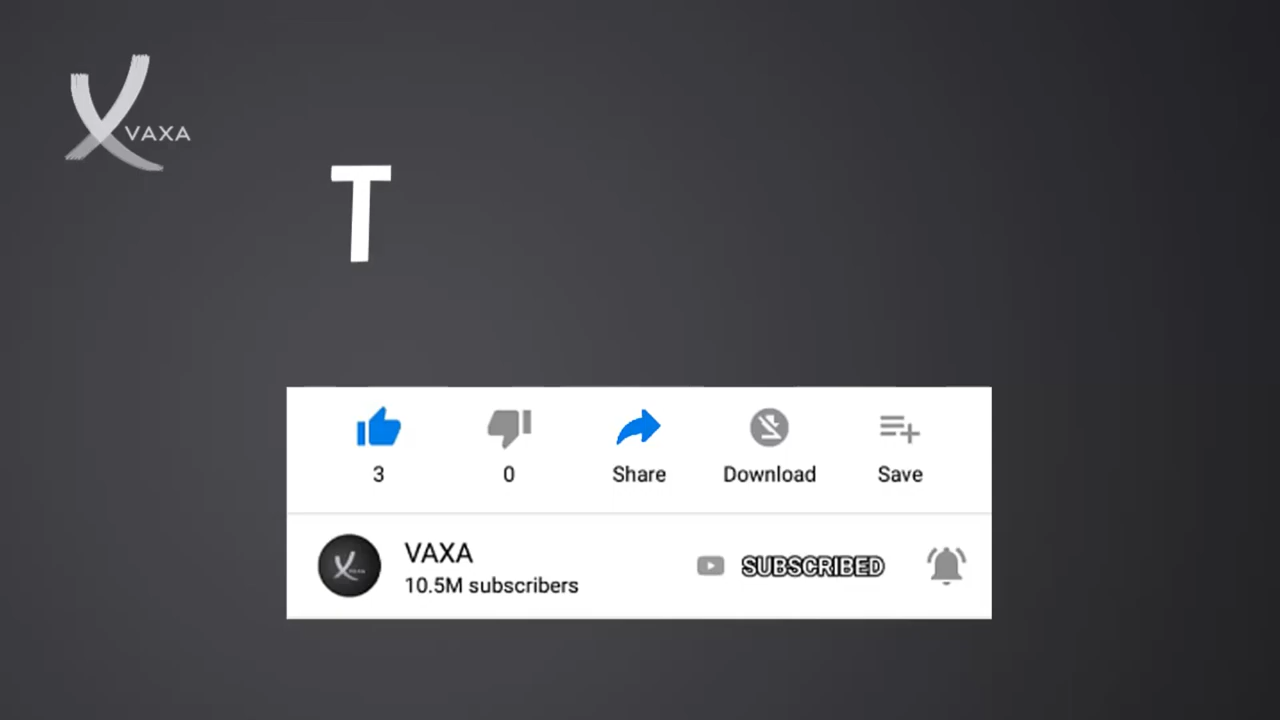 VAXA
T
3 0 Share Download Save
VAXA
10.5M subscribers
SUBSCRIBED